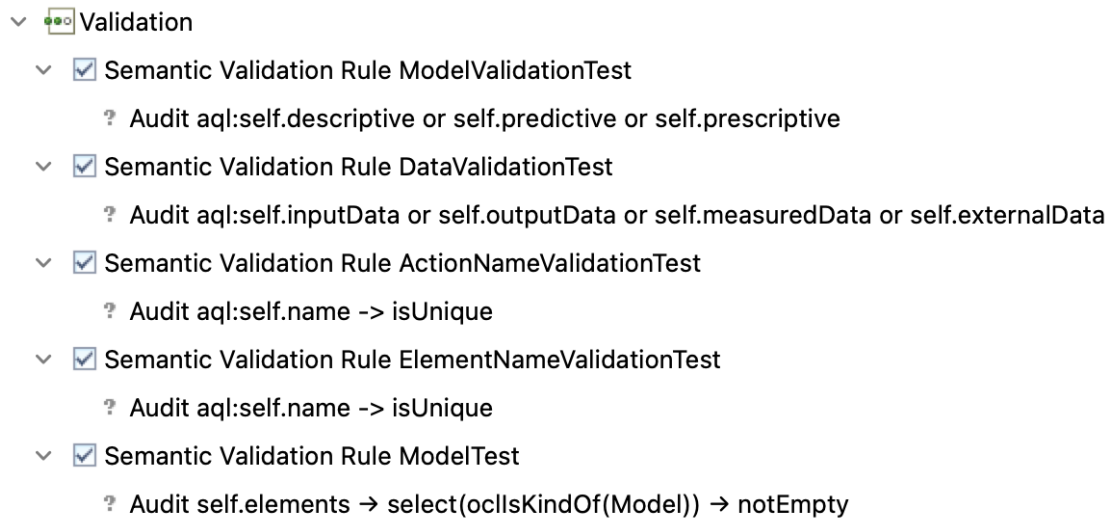 Validation
Semantic Validation Rule ModelValidationTest
? Audit aql:self.descriptive or self.predictive or self.prescriptive
Semantic Validation Rule DataValidationTest
? Audit aql:self.inputData or self.outputData or self.measuredData or self.externalData
Semantic Validation Rule ActionNameValidationTest
? Audit aql:self.name -> isUnique
Semantic Validation Rule ElementNameValidationTest
? Audit aql:self.name -> isUnique
Semantic Validation Rule ModelTest
? Audit self.elements → select(oclIsKindOf(Model)) → notEmpty